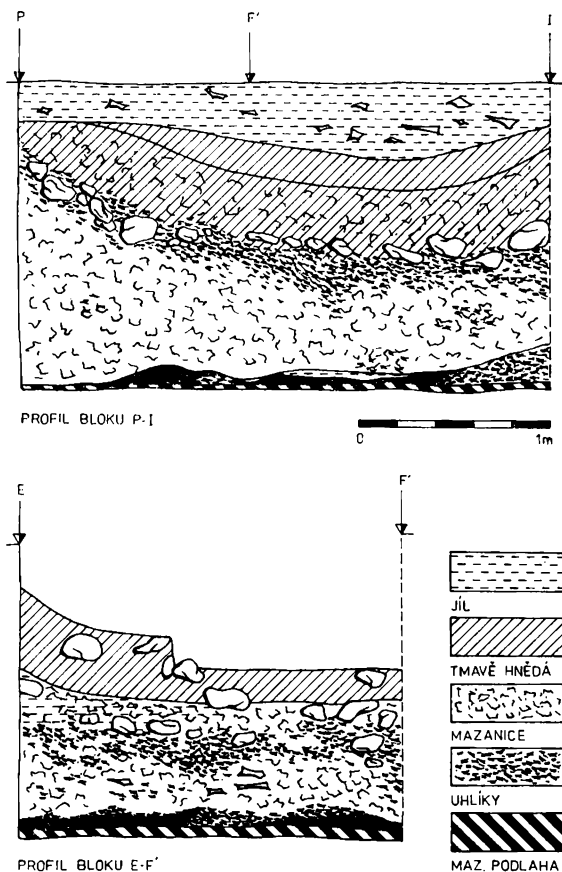 P F' I
PROFIL BLOKU P-I
0 1m
E F'
JÍL
TMAVĚ HNĚDÁ
MAZANICE
UHLÍKY
PROFIL BLOKU E-F'
MAZ. PODLAHA